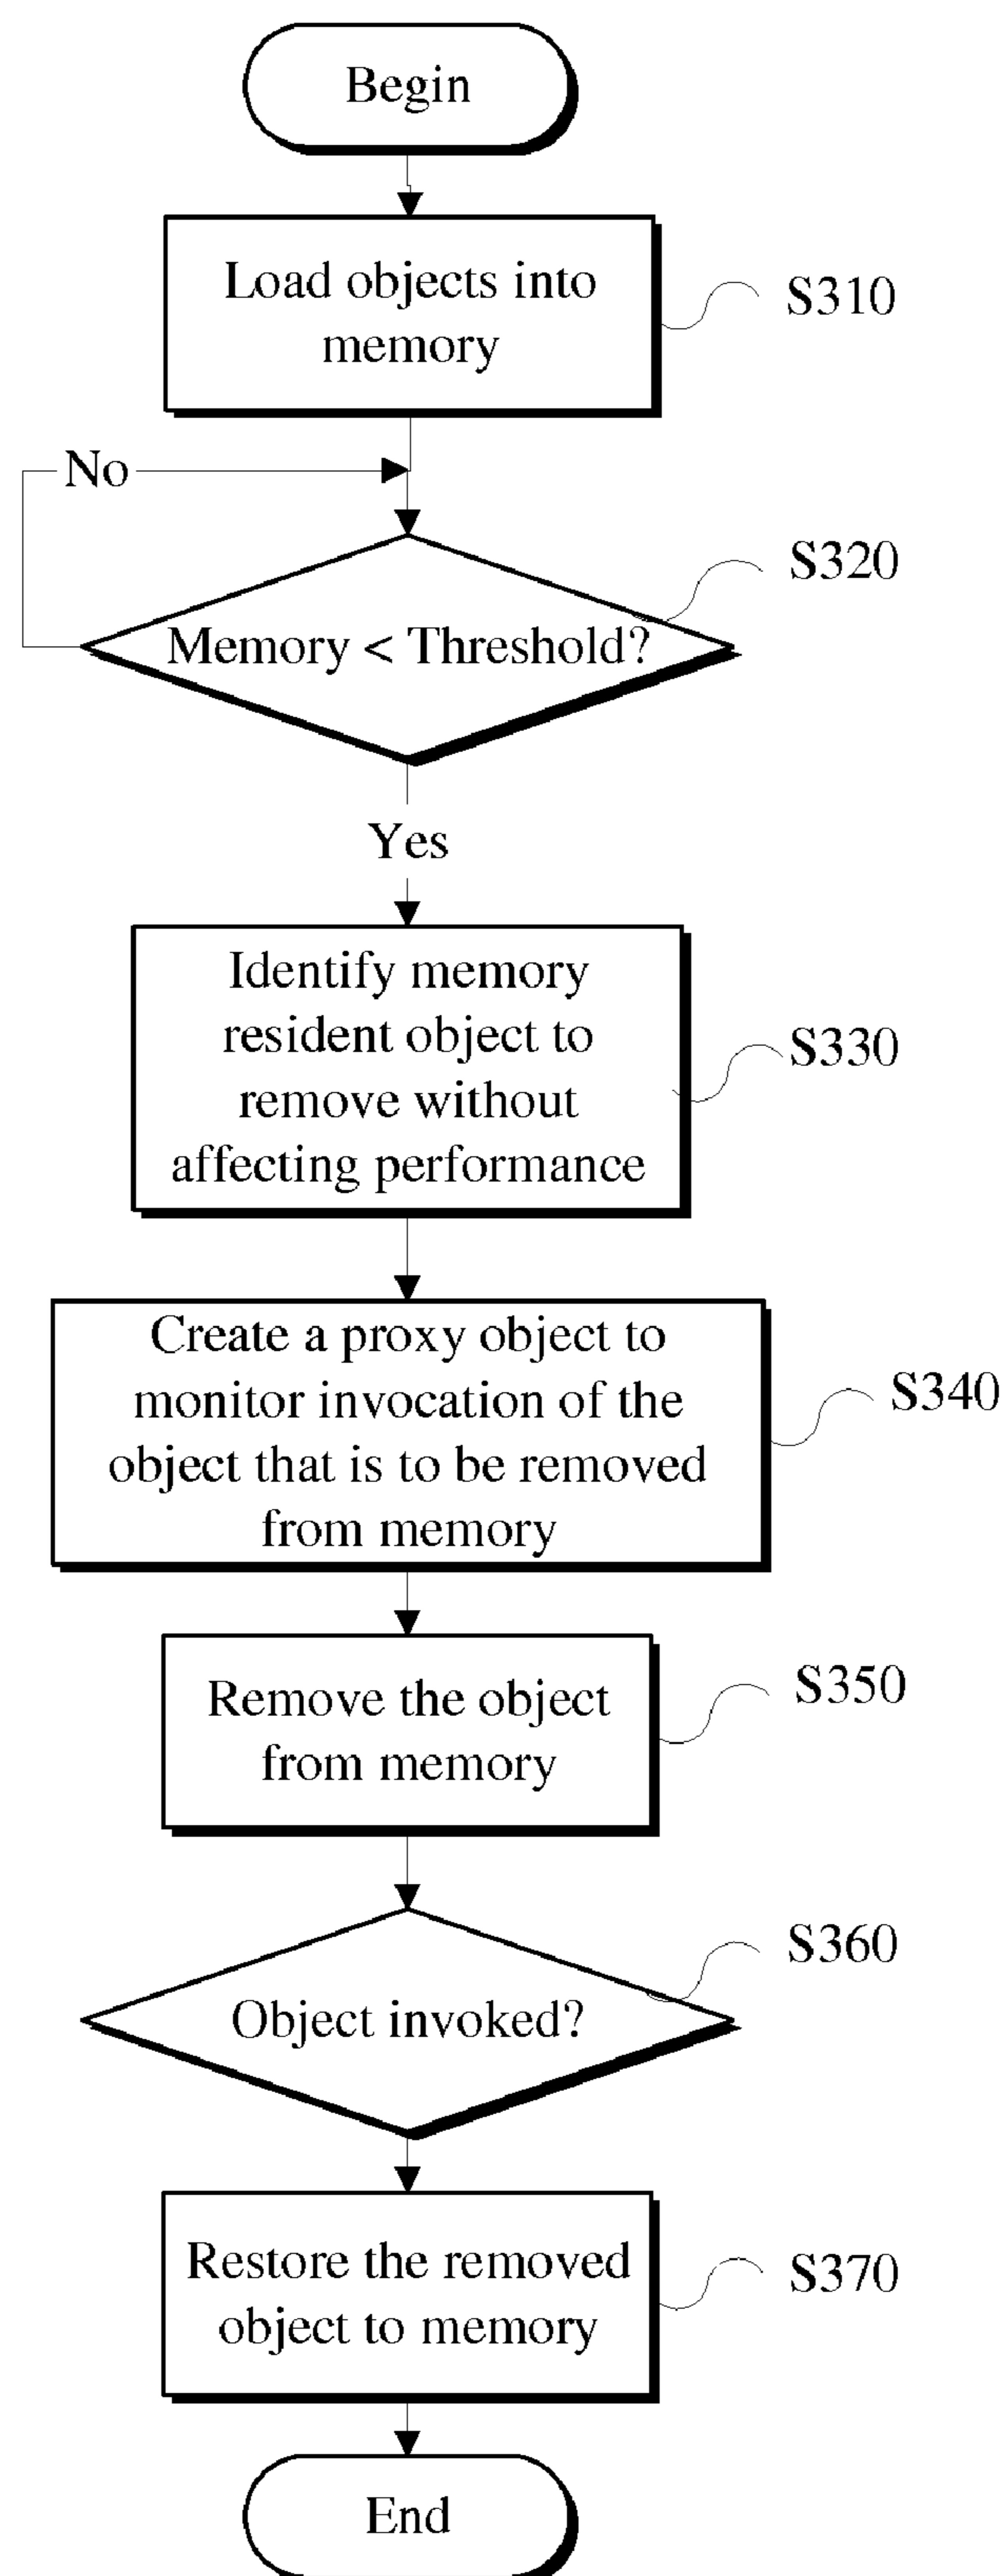 Begin
Load objects into
memory
S310
No
S320
Memory < Threshold?
Yes
Identify memory
resident object to
remove without
affecting performance
S330
Create a proxy object to
monitor invocation of the
object that is to be removed
from memory
S340
Remove the object
from memory
S350
S360
Object invoked?
Restore the removed
object to memory
S370
End